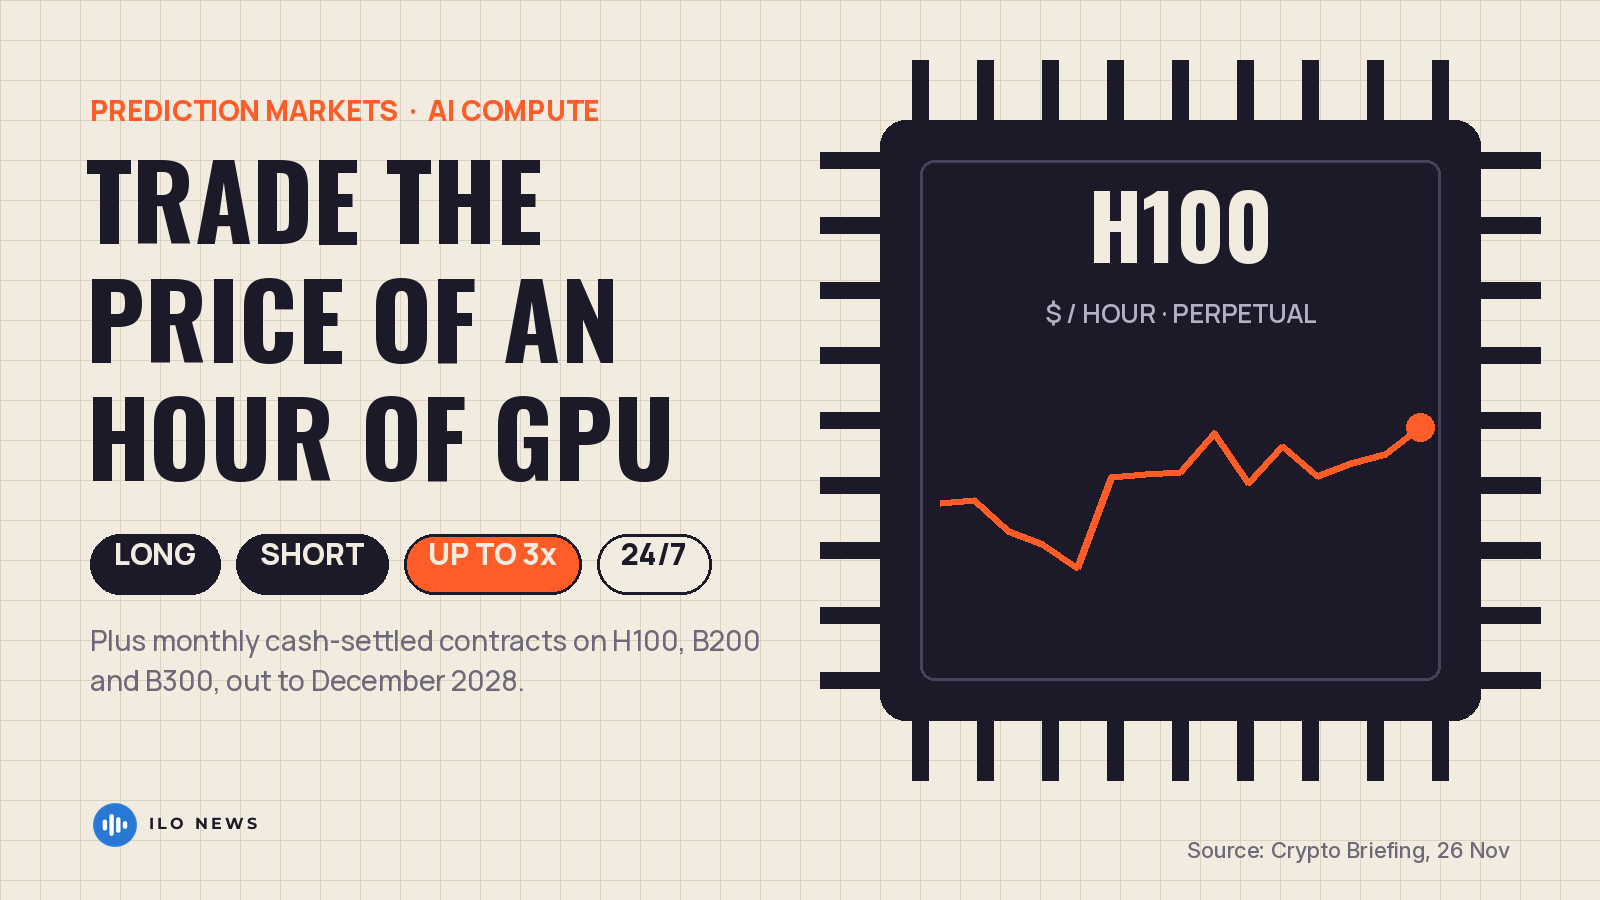 PREDICTION MARKETS · AI COMPUTE
TRADE THE
PRICE OF AN
HOUR OF GPU
LONG SHORT UP TO 3x 24/7
Plus monthly cash-settled contracts on H100, B200
and B300, out to December 2028.
ILO NEWS
H100
$ / HOUR · PERPETUAL
Source: Crypto Briefing, 26 Nov